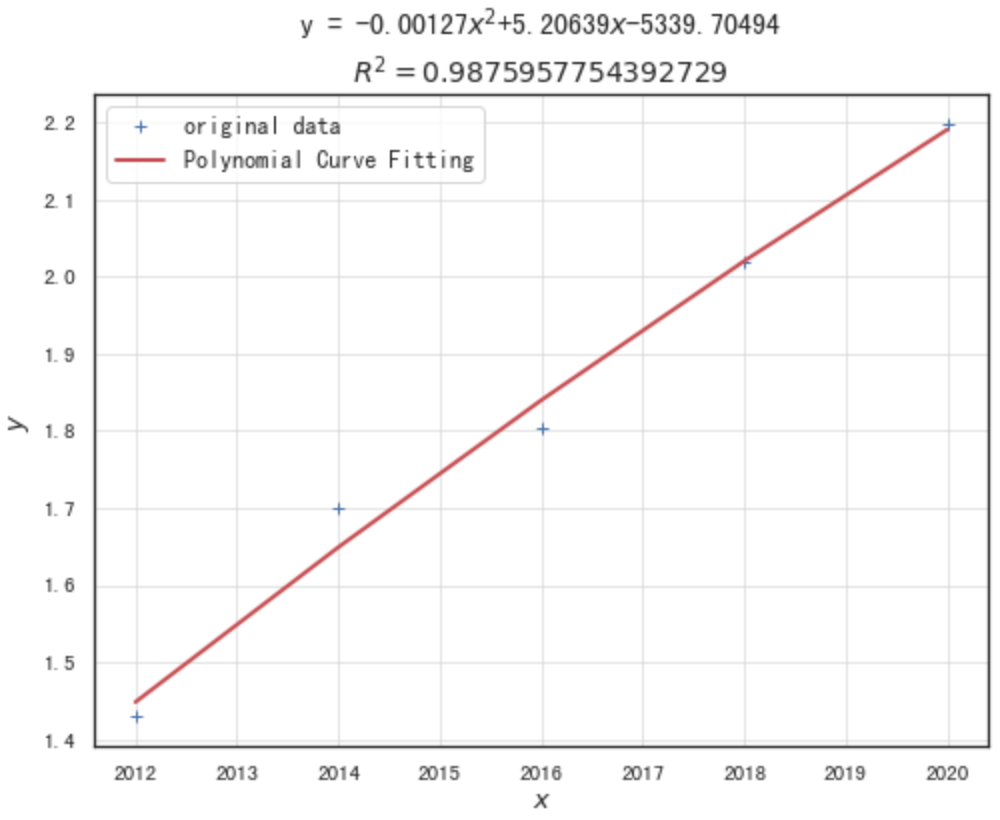 y = −0.00127x²+5.20639x−5339.70494
R² = 0.98759577543927​29
original data
Polynomial Curve Fitting
2.2
2.1
2.0
1.9
1.8
1.7
1.6
1.5
1.4
y
2012 2013 2014 2015 2016 2017 2018 2019 2020
x